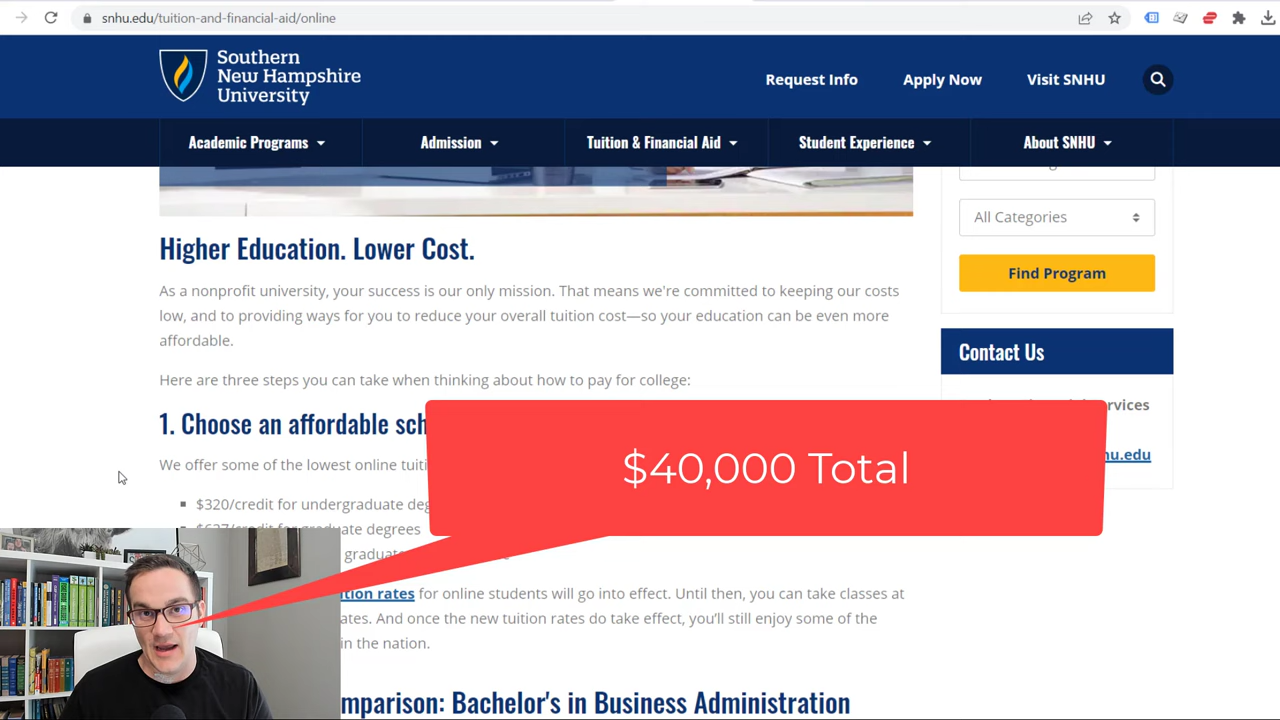 snhu.edu/tuition-and-financial-aid/online
Southern
New Hampshire
University
Request Info
Apply Now
Visit SNHU
Academic Programs
Admission
Tuition & Financial Aid
Student Experience
About SNHU
All Categories
Find Program
Higher Education. Lower Cost.
As a nonprofit university, your success is our only mission. That means we're committed to keeping our costs
low, and to providing ways for you to reduce your overall tuition cost—so your education can be even more
affordable.
Here are three steps you can take when thinking about how to pay for college:
Contact Us
1. Choose an affordable
$40,000 Total
We offer some of the lowest online
$320/credit for undergraduate
for online students will go into effect. Until then, you can take classes at
And once the new tuition rates do take effect, you'll still enjoy some of the
in the nation.
Bachelor's in Business Administration